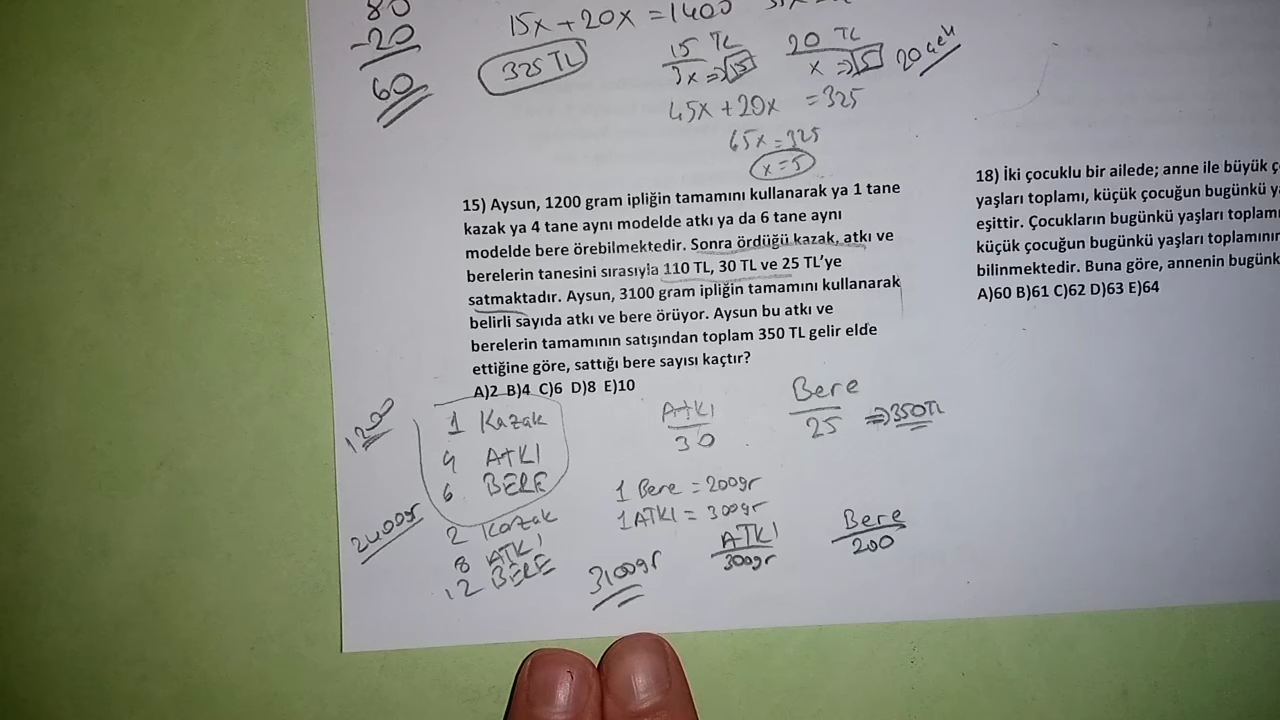 80
-20
60
15x + 20x = 1400
325 TL
15 TL
20 TL
20 adet
45x + 20x = 325
65x = 325
x = 5
15) Aysun, 1200 gram ipliğin tamamını kullanarak ya 1 tane
kazak ya 4 tane aynı modelde atkı ya da 6 tane aynı
modelde bere örebilmektedir. Sonra ördüğü kazak, atkı ve
berelerin tanesini sırasıyla 110 TL, 30 TL ve 25 TL'ye
satmaktadır. Aysun, 3100 gram ipliğin tamamını kullanarak
belirli sayıda atkı ve bere örüyor. Aysun bu atkı ve
berelerin tamamının satışından toplam 350 TL gelir elde
ettiğine göre, sattığı bere sayısı kaçtır?
A)2 B)4 C)6 D)8 E)10
1200
1 Kazak
4 ATKI
6 BERE
2400gr
2 Kazak
8 ATKI
12 BERE
ATKI
30
Bere
25 => 350TL
1 Bere = 200gr
1 ATKI = 300gr
3100gr
ATKI
300gr
Bere
200
18) İki çocuklu bir ailede; anne ile büyük
yaşları toplamı, küçük çocuğun bugünkü
eşittir. Çocukların bugünkü yaşları
küçük çocuğun bugünkü yaşları
bilinmektedir. Buna göre, annenin
A)60 B)61 C)62 D)63 E)64